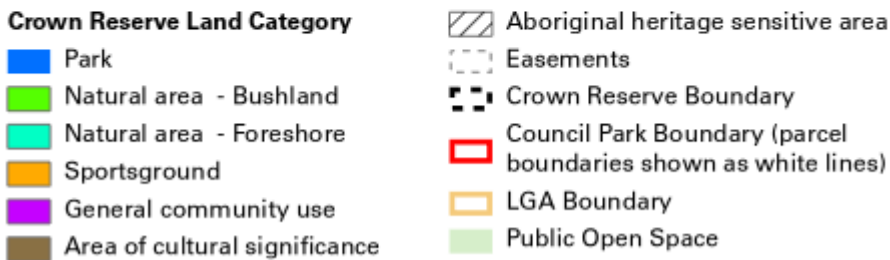 Crown Reserve Land Category
Park
Natural area - Bushland
Natural area - Foreshore
Sportsground
General community use
Area of cultural significance
Aboriginal heritage sensitive area
Easements
Crown Reserve Boundary
Council Park Boundary (parcel
boundaries shown as white lines)
LGA Boundary
Public Open Space